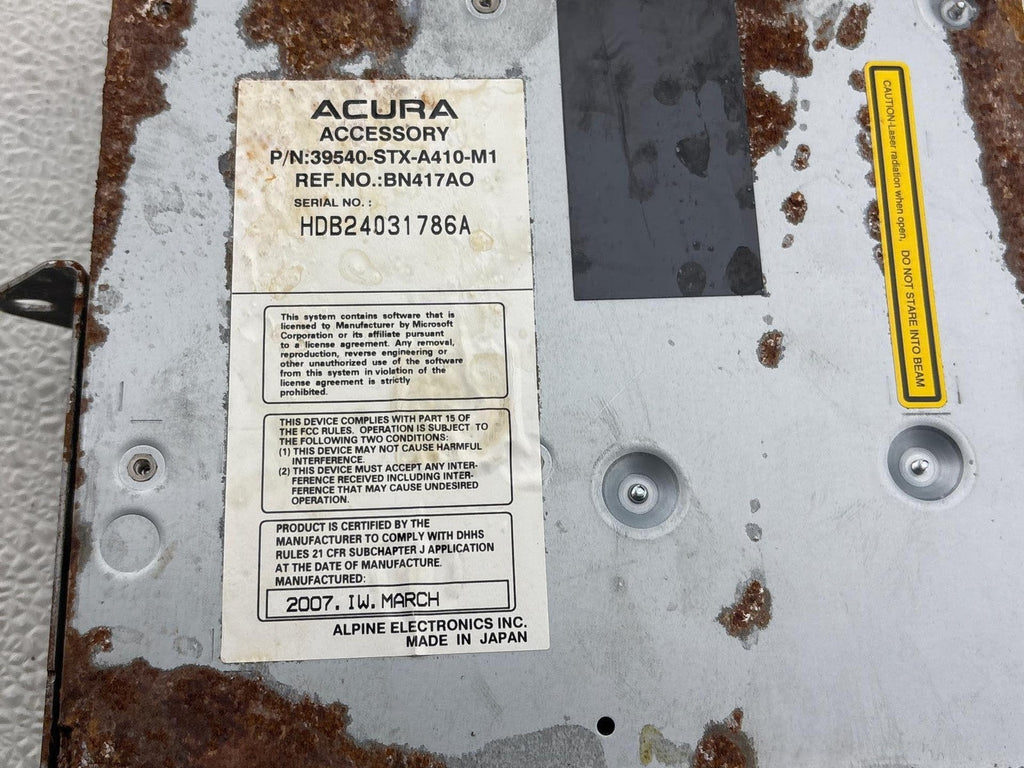 ACURA
ACCESSORY
P/N:39540-STX-A410-M1
REF.NO.:BN417AO
SERIAL NO. :
HDB24031786A
This system contains software that is
licensed to Manufacturer by Microsoft
Corporation or its affiliate pursuant
to a license agreement. Any removal,
reproduction, reverse engineering or
other unauthorized use of the software
from this system in violation of the
license agreement is strictly
prohibited.
THIS DEVICE COMPLIES WITH PART 15 OF
THE FCC RULES. OPERATION IS SUBJECT TO
THE FOLLOWING TWO CONDITIONS:
(1) THIS DEVICE MAY NOT CAUSE HARMFUL
INTERFERENCE.
(2) THIS DEVICE MUST ACCEPT ANY INTER-
FERENCE RECEIVED INCLUDING INTER-
FERENCE THAT MAY CAUSE UNDESIRED
OPERATION.
PRODUCT IS CERTIFIED BY THE
MANUFACTURER TO COMPLY WITH DHHS
RULES 21 CFR SUBCHAPTER J APPLICATION
AT THE DATE OF MANUFACTURE.
MANUFACTURED:
2007. IW. MARCH
ALPINE ELECTRONICS INC.
MADE IN JAPAN
CAUTION-Laser radiation when open, DO NOT STARE INTO BEAM